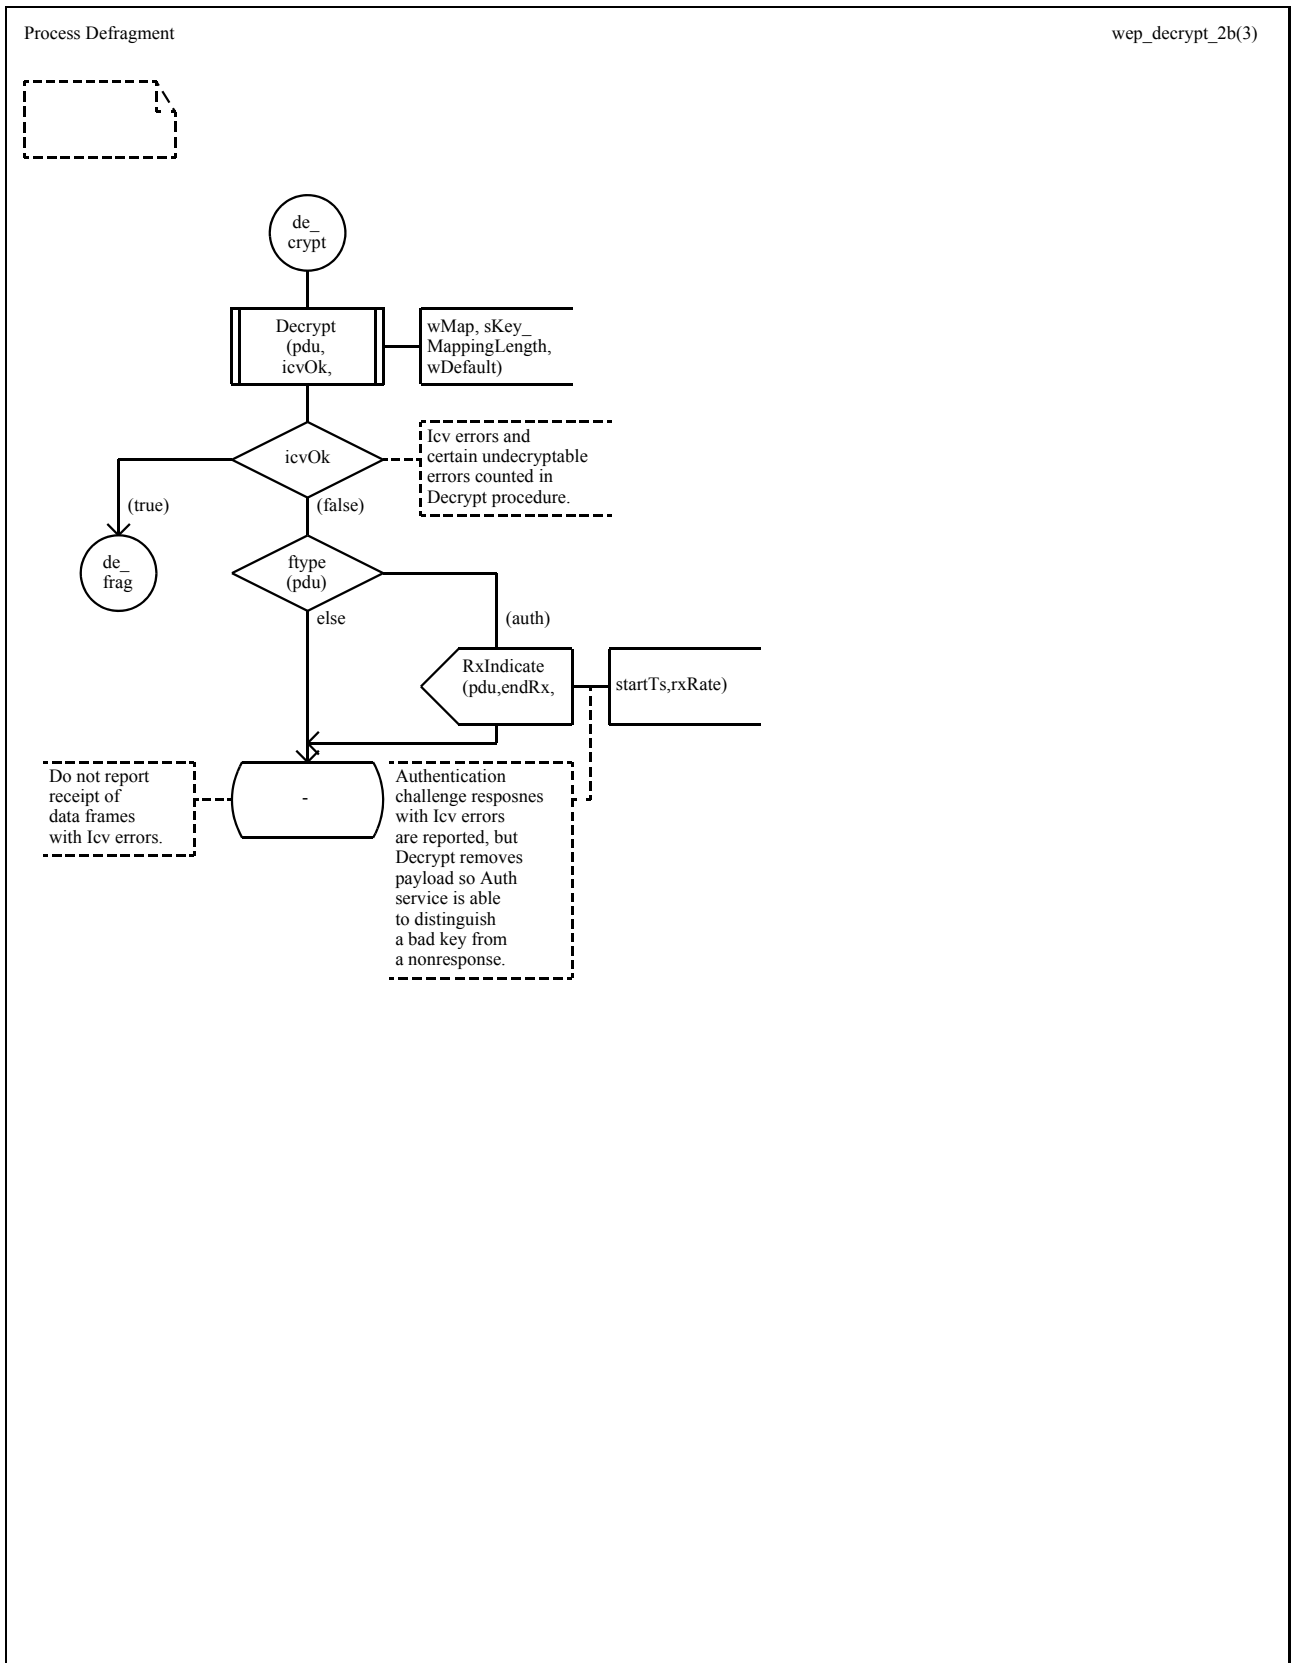 Process Defragment
wep_decrypt_2b(3)
de_
crypt
Decrypt
(pdu,
icvOk,
wMap, sKey_
MappingLength,
wDefault)
icvOk
Icv errors and
certain undecryptable
errors counted in
Decrypt procedure.
(true)
(false)
de_
frag
ftype
(pdu)
else
(auth)
RxIndicate
(pdu,endRx,
startTs,rxRate)
Do not report
receipt of
data frames
with Icv errors.
-
Authentication
challenge resposnes
with Icv errors
are reported, but
Decrypt removes
payload so Auth
service is able
to distinguish
a bad key from
a nonresponse.